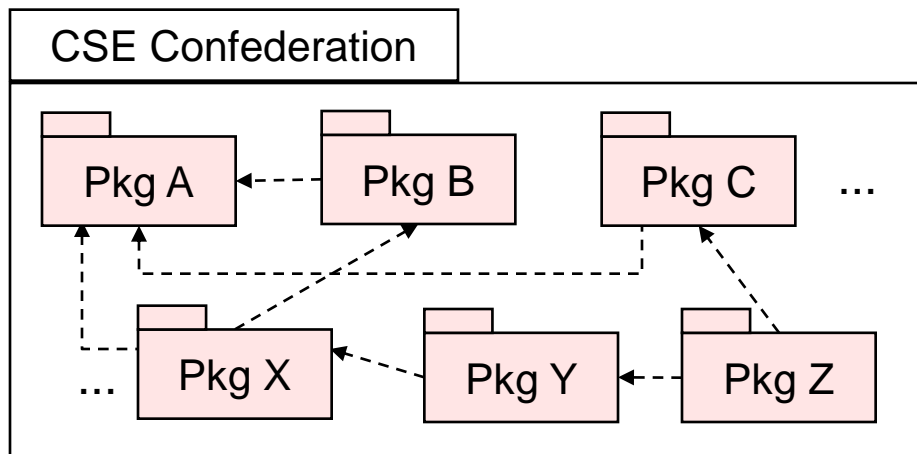 CSE Confederation
Pkg A
Pkg B
Pkg C
...
Pkg X
Pkg Y
Pkg Z
...